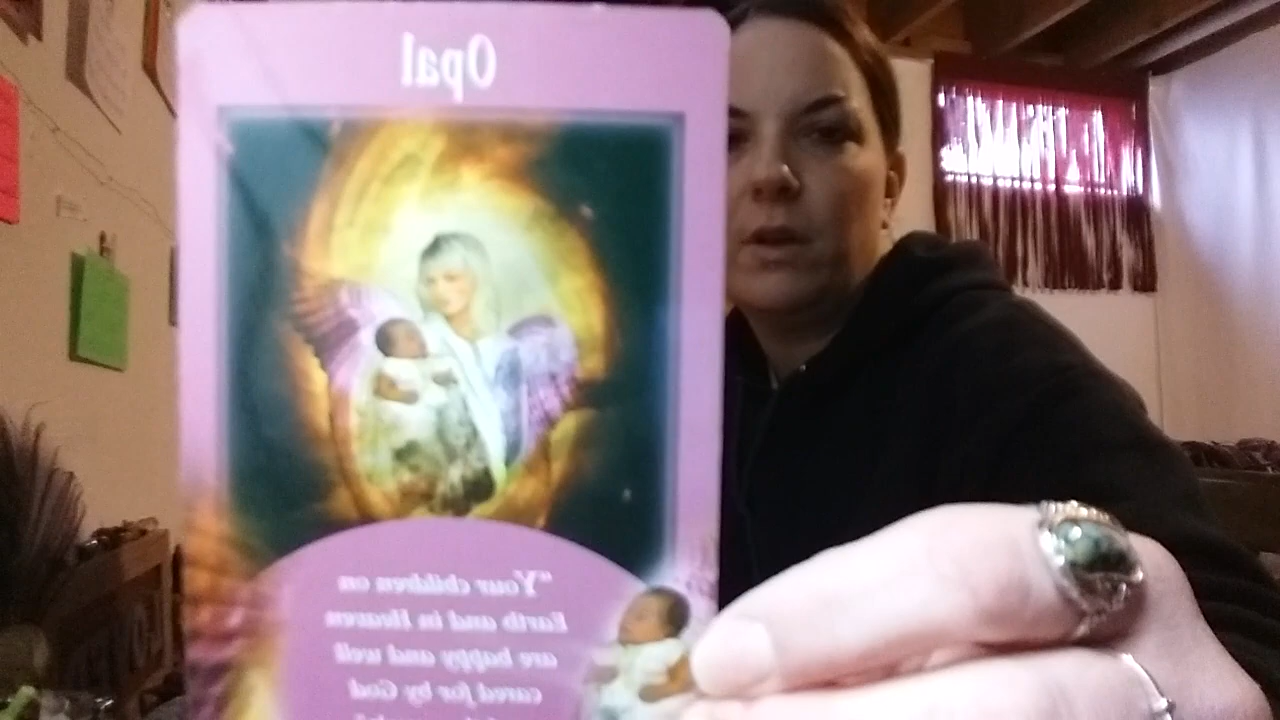 Opal
"Your children on
Earth and in Heaven
are happy and well
cared for by God